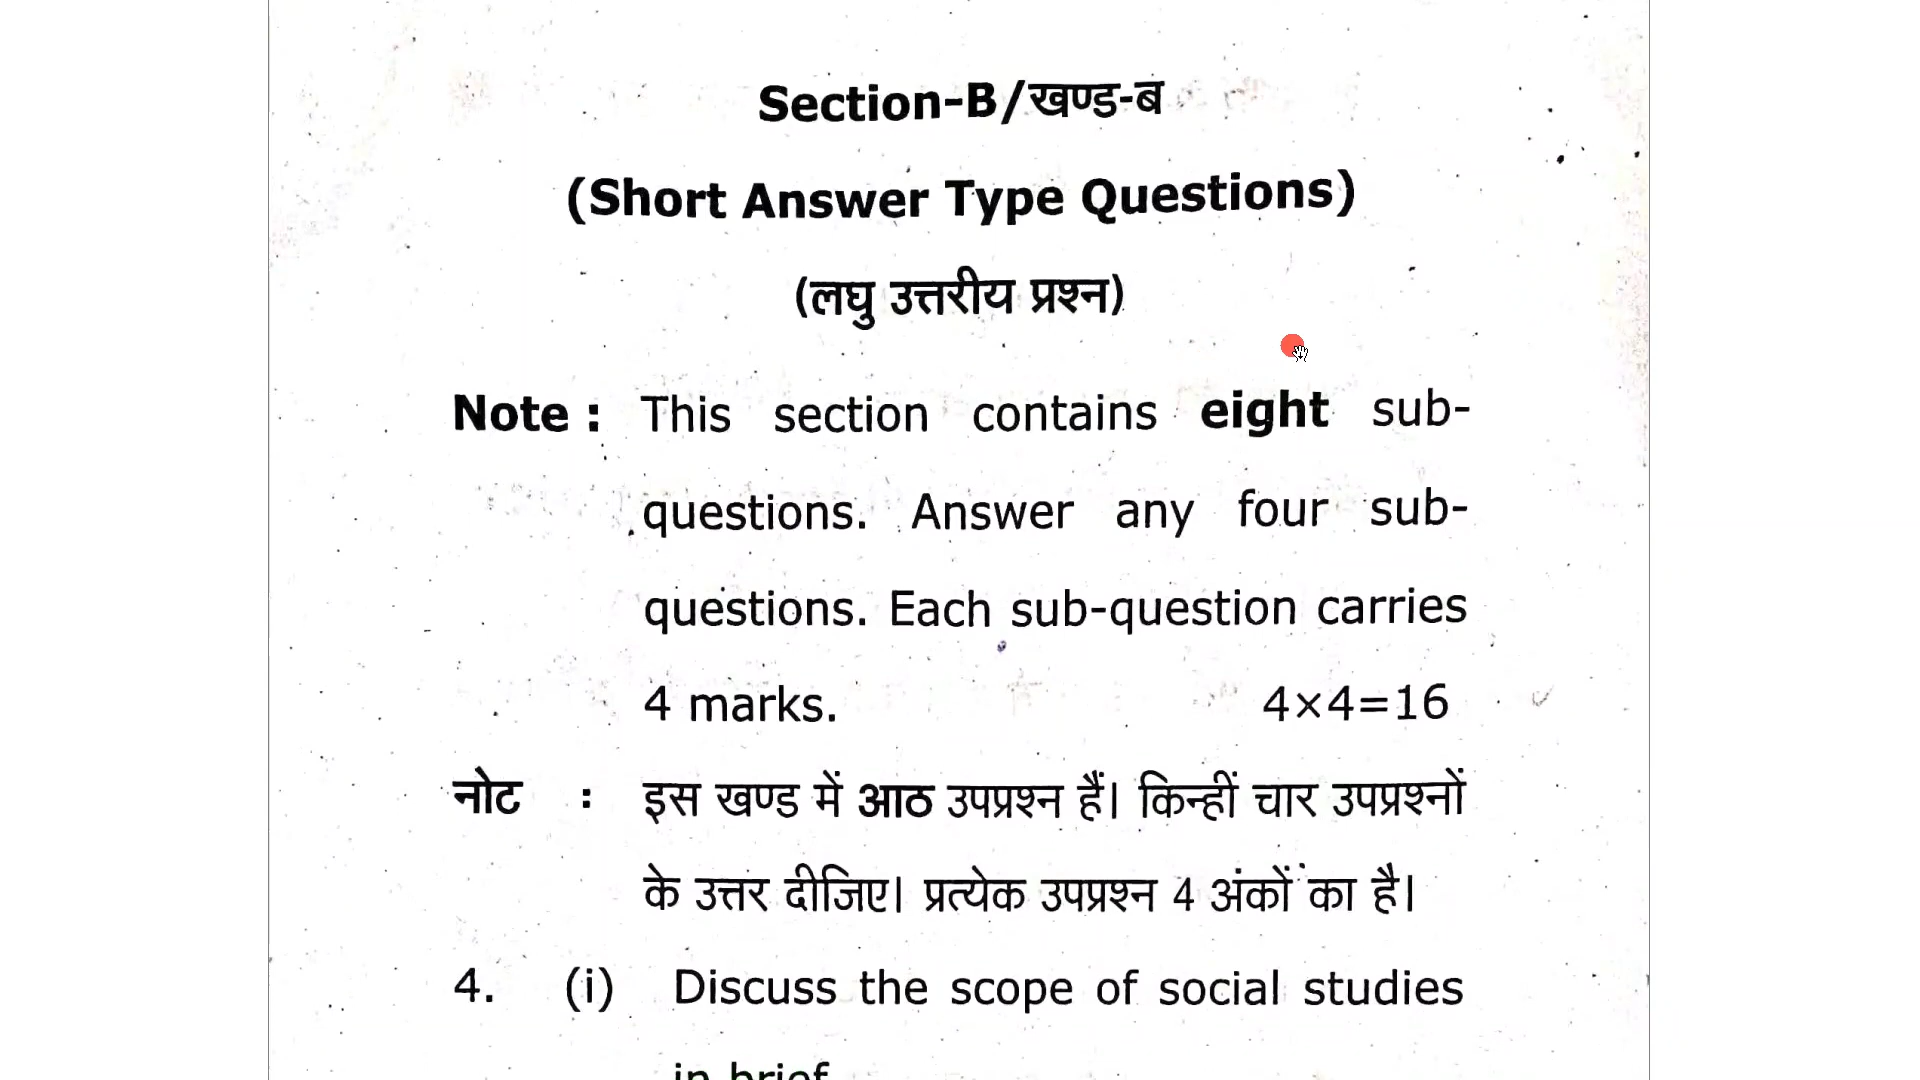 Section-B/खण्ड-ब
(Short Answer Type Questions)
(लघु उत्तरीय प्रश्न)
Note : This section contains eight sub-
questions. Answer any four sub-
questions. Each sub-question carries
4 marks. 4×4=16
नोट : इस खण्ड में आठ उपप्रश्न हैं। किन्हीं चार उपप्रश्नों
के उत्तर दीजिए। प्रत्येक उपप्रश्न 4 अंकों का है।
4. (i) Discuss the scope of social studies
in brief